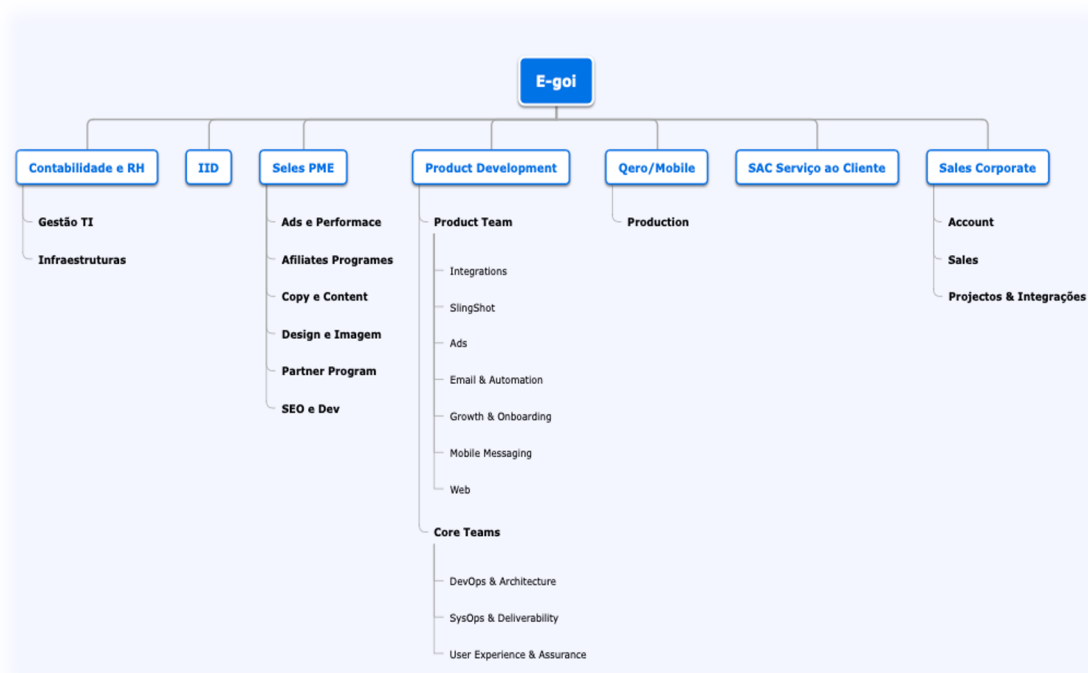 E-goi
Contabilidade e RH
Gestão TI
Infraestruturas
IID
Seles PME
Ads e Performace
Afiliates Programes
Copy e Content
Design e Imagem
Partner Program
SEO e Dev
Product Development
Product Team
Integrations
SlingShot
Ads
Email & Automation
Growth & Onboarding
Mobile Messaging
Web
Core Teams
DevOps & Architecture
SysOps & Deliverability
User Experience & Assurance
Qero/Mobile
Production
SAC Serviço ao Cliente
Sales Corporate
Account
Sales
Projectos & Integrações